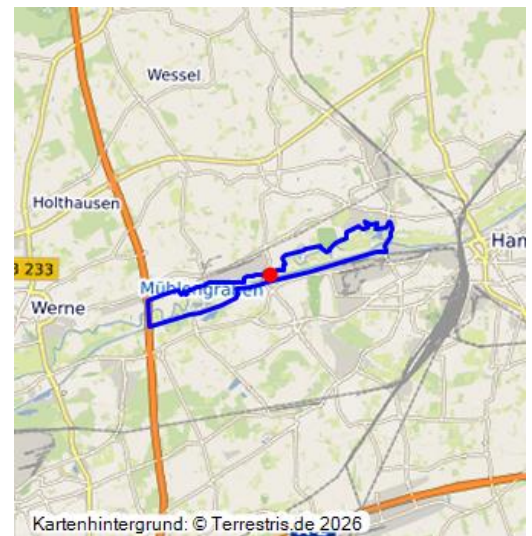 Wessel
Holthausen
B 233
Ham
Mühlengraben
Werne
Kartenhintergrund: © Terrestris.de 2026